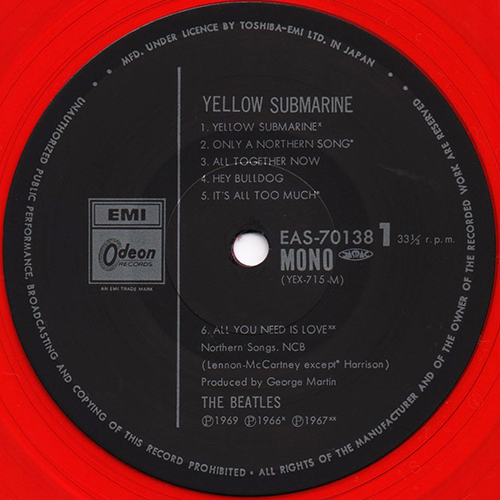 MFD. UNDER LICENCE BY TOSHIBA-EMI LTD. IN JAPAN
UNAUTHORIZED PUBLIC PERFORMANCE, BROADCASTING AND COPYING OF THIS RECORD PROHIBITED • ALL RIGHTS OF THE MANUFACTURER AND OF THE OWNER OF THE RECORDED WORK ARE RESERVED
YELLOW SUBMARINE
1. YELLOW SUBMARINE×
2. ONLY A NORTHERN SONG*
3. ALL TOGETHER NOW
4. HEY BULLDOG
5. IT'S ALL TOO MUCH*
EMI
Odeon
RECORDS
AN EMI TRADE MARK
EAS-70138 1 33⅓ r.p.m.
MONO
(YEX-715-M)
6. ALL YOU NEED IS LOVE××
Northern Songs, NCB
(Lennon-McCartney except* Harrison)
Produced by George Martin
THE BEATLES
℗1969 ℗1966× ℗1967××